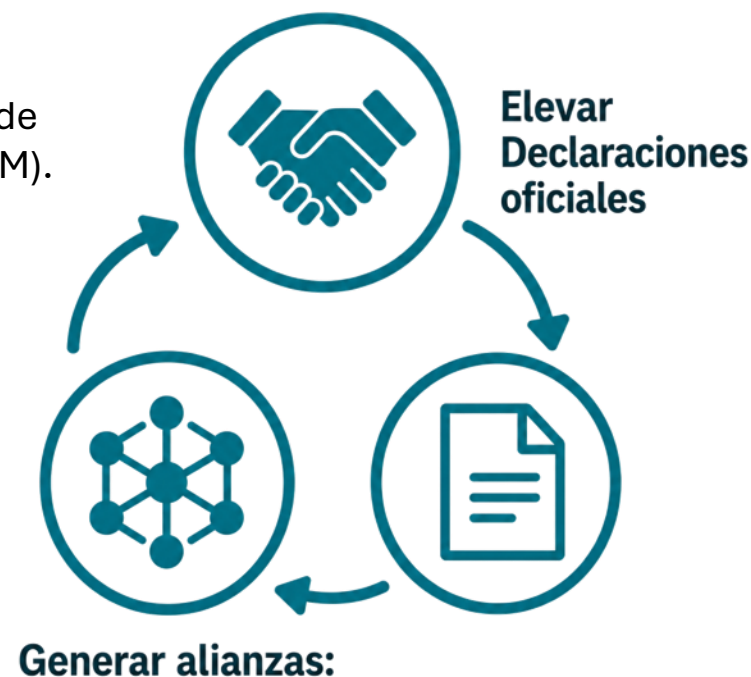 de
M).
Elevar
Declaraciones
oficiales
Generar alianzas: